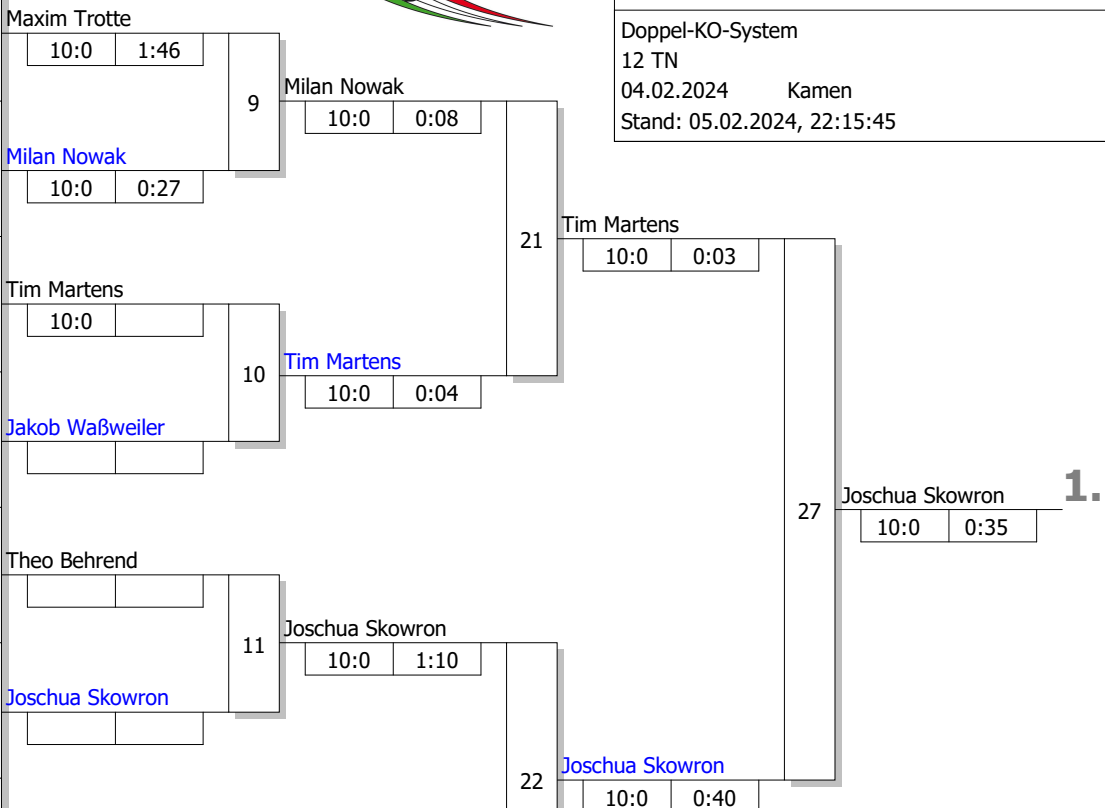 Maxim Trotte
10:0 1:46
Doppel-KO-System
12 TN
04.02.2024 Kamen
Stand: 05.02.2024, 22:15:45
9
Milan Nowak
10:0 0:08
Milan Nowak
10:0 0:27
21
Tim Martens
10:0 0:03
Tim Martens
10:0
10
Tim Martens
10:0 0:04
Jakob Waßweiler
27
Joschua Skowron
10:0 0:35
1.
Theo Behrend
11
Joschua Skowron
10:0 1:10
Joschua Skowron
22
Joschua Skowron
10:0 0:40